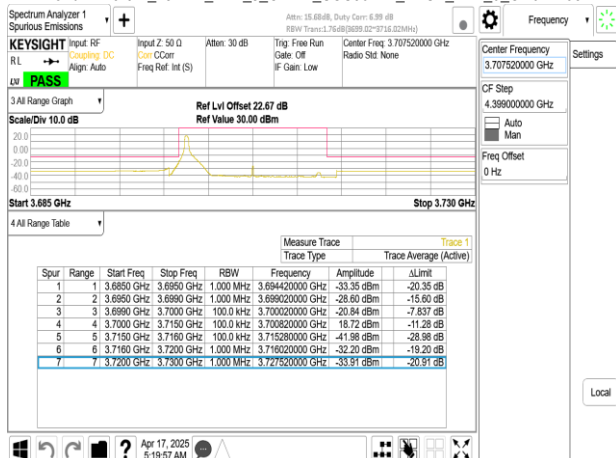 Spectrum Analyzer 1
Spurious Emissions
Attn: 15.68dB, Duty Corr: 6.99 dB
RBW Trans:1.76dB(3699.02~3716.02MHz)
Frequency
KEYSIGHT Input: RF Input Z: 50 Ω Atten: 30 dB Trig: Free Run Center Freq: 3.707520000 GHz
RL Coupling: DC Corr CCorr Gate: Off Radio Std: None
Align: Auto Freq Ref: Int (S) IF Gain: Low
LXI PASS
Center Frequency
3.707520000 GHz
Settings
CF Step
4.399000000 GHz
Auto
Man
Freq Offset
0 Hz
3 All Range Graph
Ref Lvl Offset 22.67 dB
Scale/Div 10.0 dB Ref Value 30.00 dBm
20.0
0.00
-20.0
-40.0
-60.0
Start 3.685 GHz Stop 3.730 GHz
4 All Range Table
Measure Trace Trace 1
Trace Type Trace Average (Active)
Spur Range Start Freq Stop Freq RBW Frequency Amplitude ΔLimit
1 1 3.6850 GHz 3.6950 GHz 1.000 MHz 3.694420000 GHz -33.35 dBm -20.35 dB
2 2 3.6950 GHz 3.6990 GHz 1.000 MHz 3.699020000 GHz -28.60 dBm -15.60 dB
3 3 3.6990 GHz 3.7000 GHz 100.0 kHz 3.700020000 GHz -20.84 dBm -7.837 dB
4 4 3.7000 GHz 3.7150 GHz 100.0 kHz 3.700820000 GHz 18.72 dBm -11.28 dB
5 5 3.7150 GHz 3.7160 GHz 100.0 kHz 3.715280000 GHz -41.98 dBm -28.98 dB
6 6 3.7160 GHz 3.7200 GHz 1.000 MHz 3.716020000 GHz -32.20 dBm -19.20 dB
7 7 3.7200 GHz 3.7300 GHz 1.000 MHz 3.727520000 GHz -33.91 dBm -20.91 dB
Local
Apr 17, 2025
5:19:57 AM